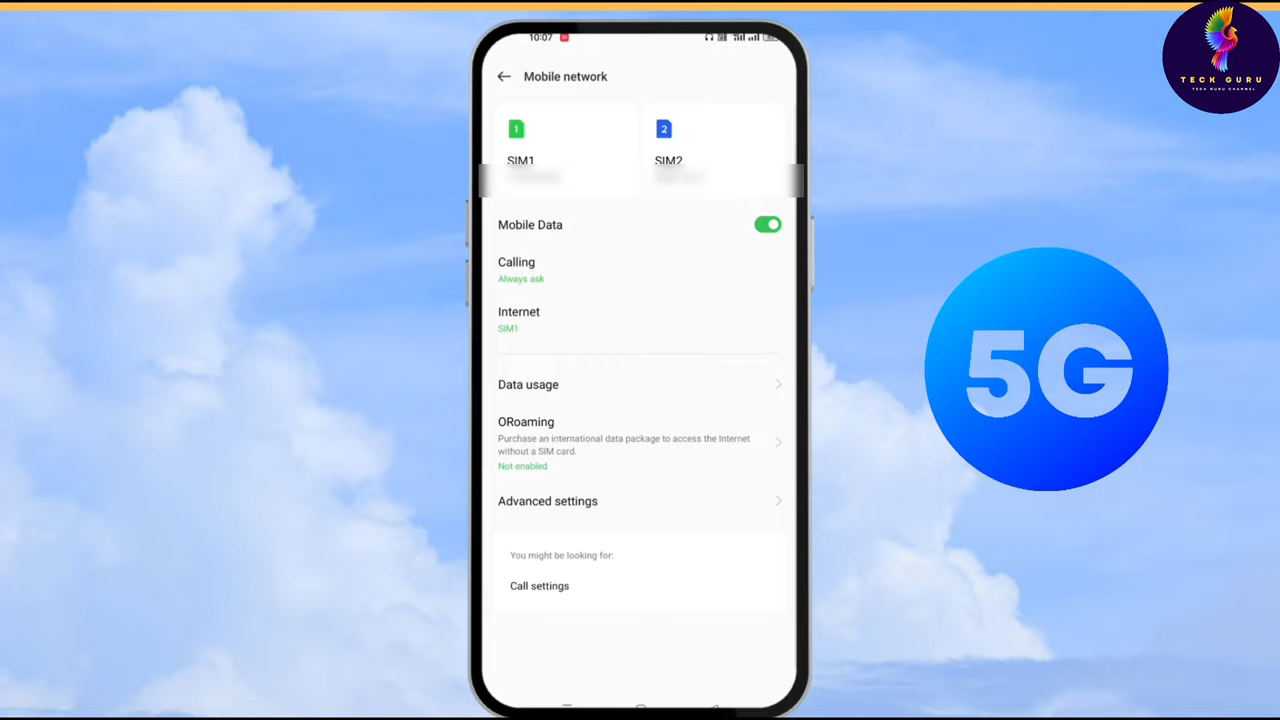 10:07
TECK GURU
TECK GURU CHANNEL
Mobile network
1
2
SIM1
SIM2
Mobile Data
Calling
Always ask
Internet
SIM1
5G
Data usage
ORoaming
Purchase an international data package to access the Internet
without a SIM card.
Not enabled
Advanced settings
You might be looking for:
Call settings